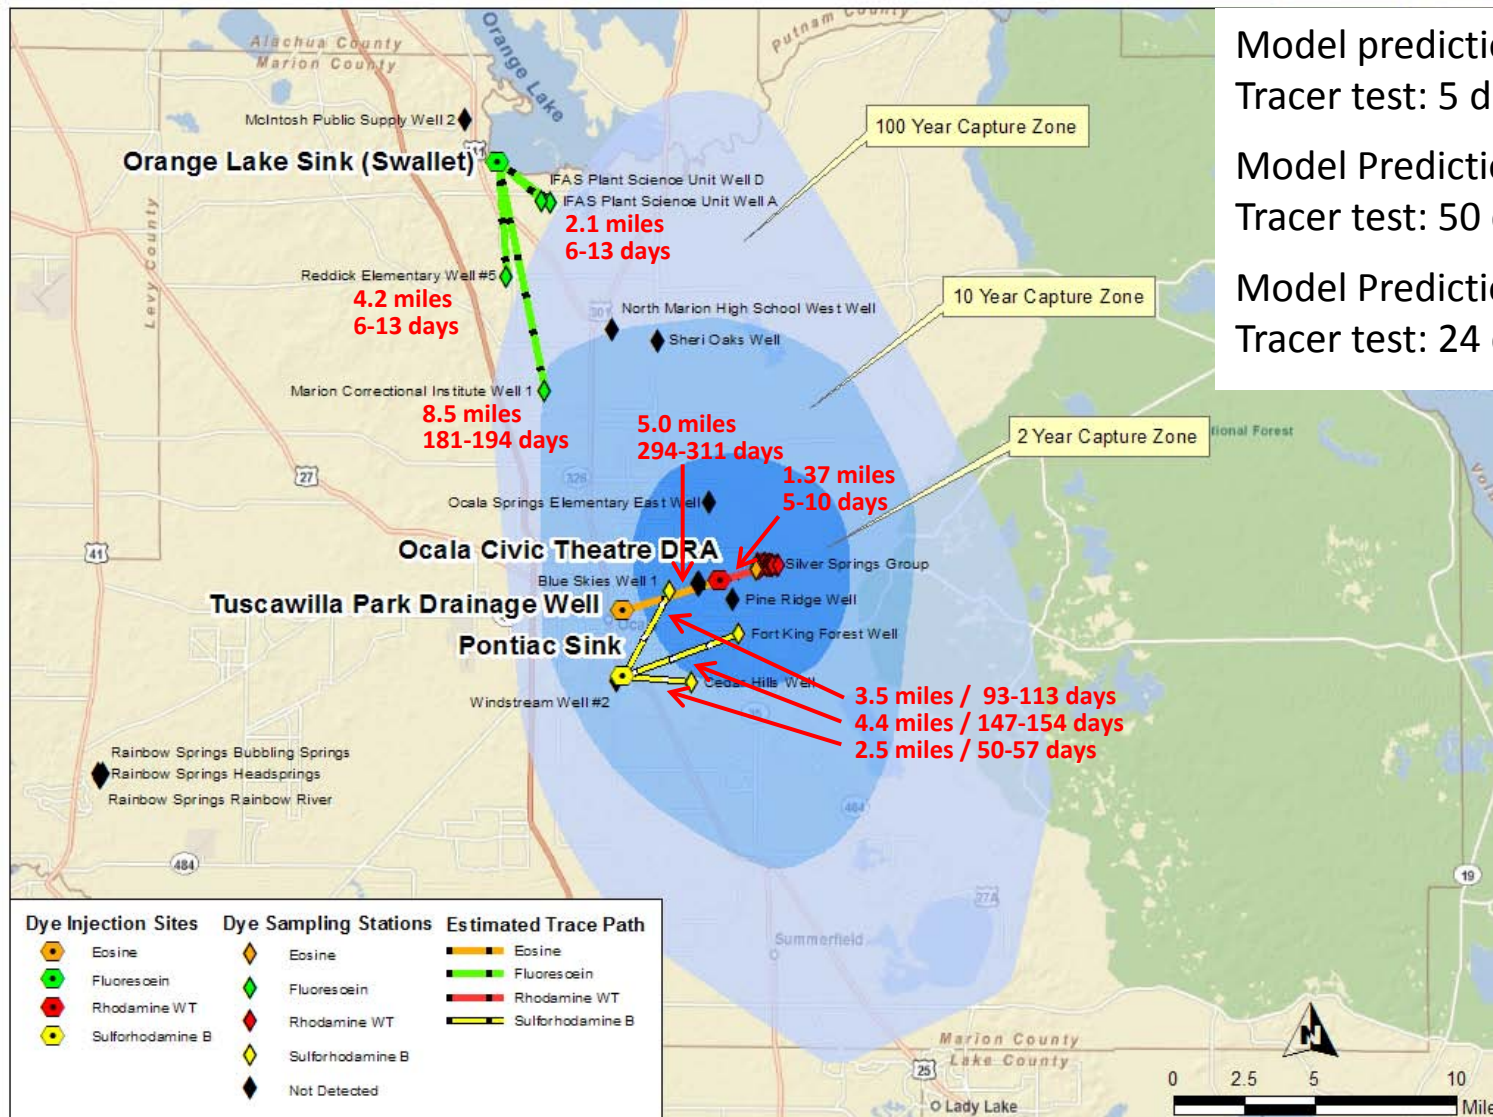 Model predictio
Tracer test: 5 d
Model Predictio
Tracer test: 50
Model Predictio
Tracer test: 24
Alachua County
Marion County
Putnam County
Orange Lake
McIntosh Public Supply Well 2
Orange Lake Sink (Swallet)
IFAS Plant Science Unit Well D
IFAS Plant Science Unit Well A
2.1 miles
6-13 days
100 Year Capture Zone
Levy County
Reddick Elementary Well #5
4.2 miles
6-13 days
10 Year Capture Zone
301
North Marion High School West Well
Sheri Oaks Well
Marion Correctional Institute Well 1
8.5 miles
181-194 days
5.0 miles
294-311 days
2 Year Capture Zone
tional Forest
27
326
1.37 miles
5-10 days
Ocala Springs Elementary East Well
41
Ocala Civic Theatre DRA
Silver Springs Group
Blue Skies Well 1
Pine Ridge Well
Tuscawilla Park Drainage Well
Fort King Forest Well
Pontiac Sink
Cedar Hills Well
Windstream Well #2
35
3.5 miles / 93-113 days
4.4 miles / 147-154 days
2.5 miles / 50-57 days
Rainbow Springs Bubbling Springs
Rainbow Springs Headsprings
Rainbow Springs Rainbow River
464
484
19
27A
Summerfield
Dye Injection Sites
Eosine
Fluorescein
Rhodamine WT
Sulforhodamine B
Dye Sampling Stations
Eosine
Fluorescein
Rhodamine WT
Sulforhodamine B
Not Detected
Estimated Trace Path
Eosine
Fluorescein
Rhodamine WT
Sulforhodamine B
Marion County
Lake County
25
Lady Lake
N
0 2.5 5 10
Mile